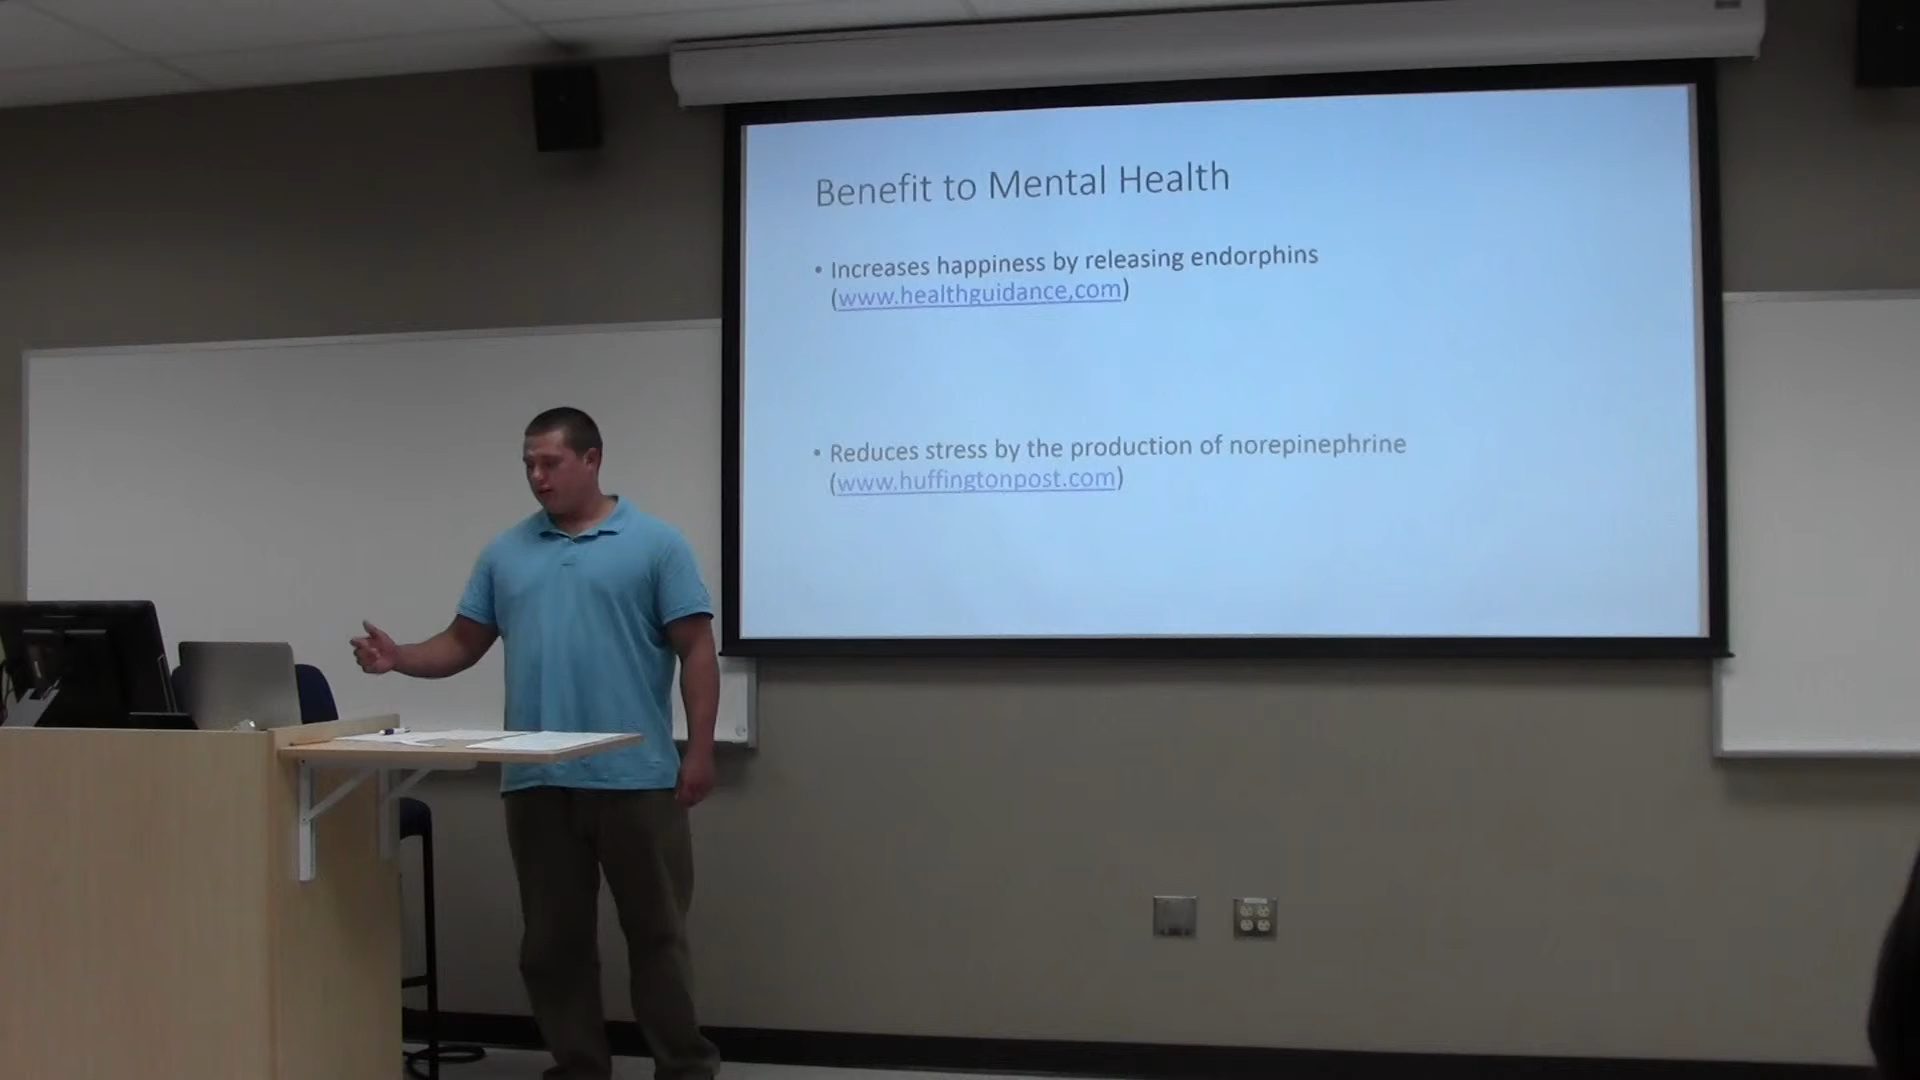 Benefit to Mental Health
• Increases happiness by releasing endorphins
(www.healthguidance,com)
• Reduces stress by the production of norepinephrine
(www.huffingtonpost.com)